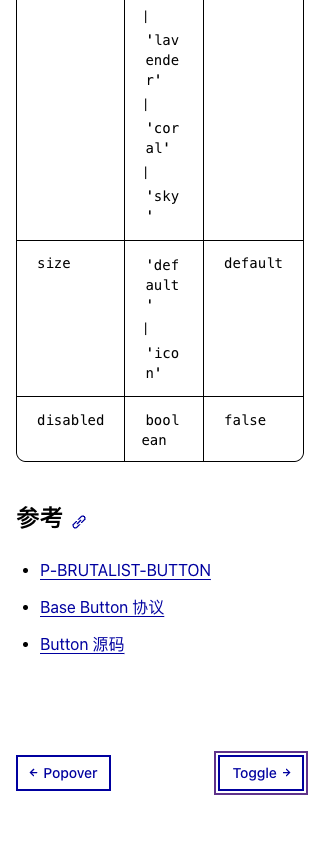 |
'lav
ende
r'
|
'cor
al'
|
'sky
'
size 'def default
ault
'
|
'ico
n'
disabled bool false
ean
参考
P-BRUTALIST-BUTTON
Base Button 协议
Button 源码
← Popover
Toggle →